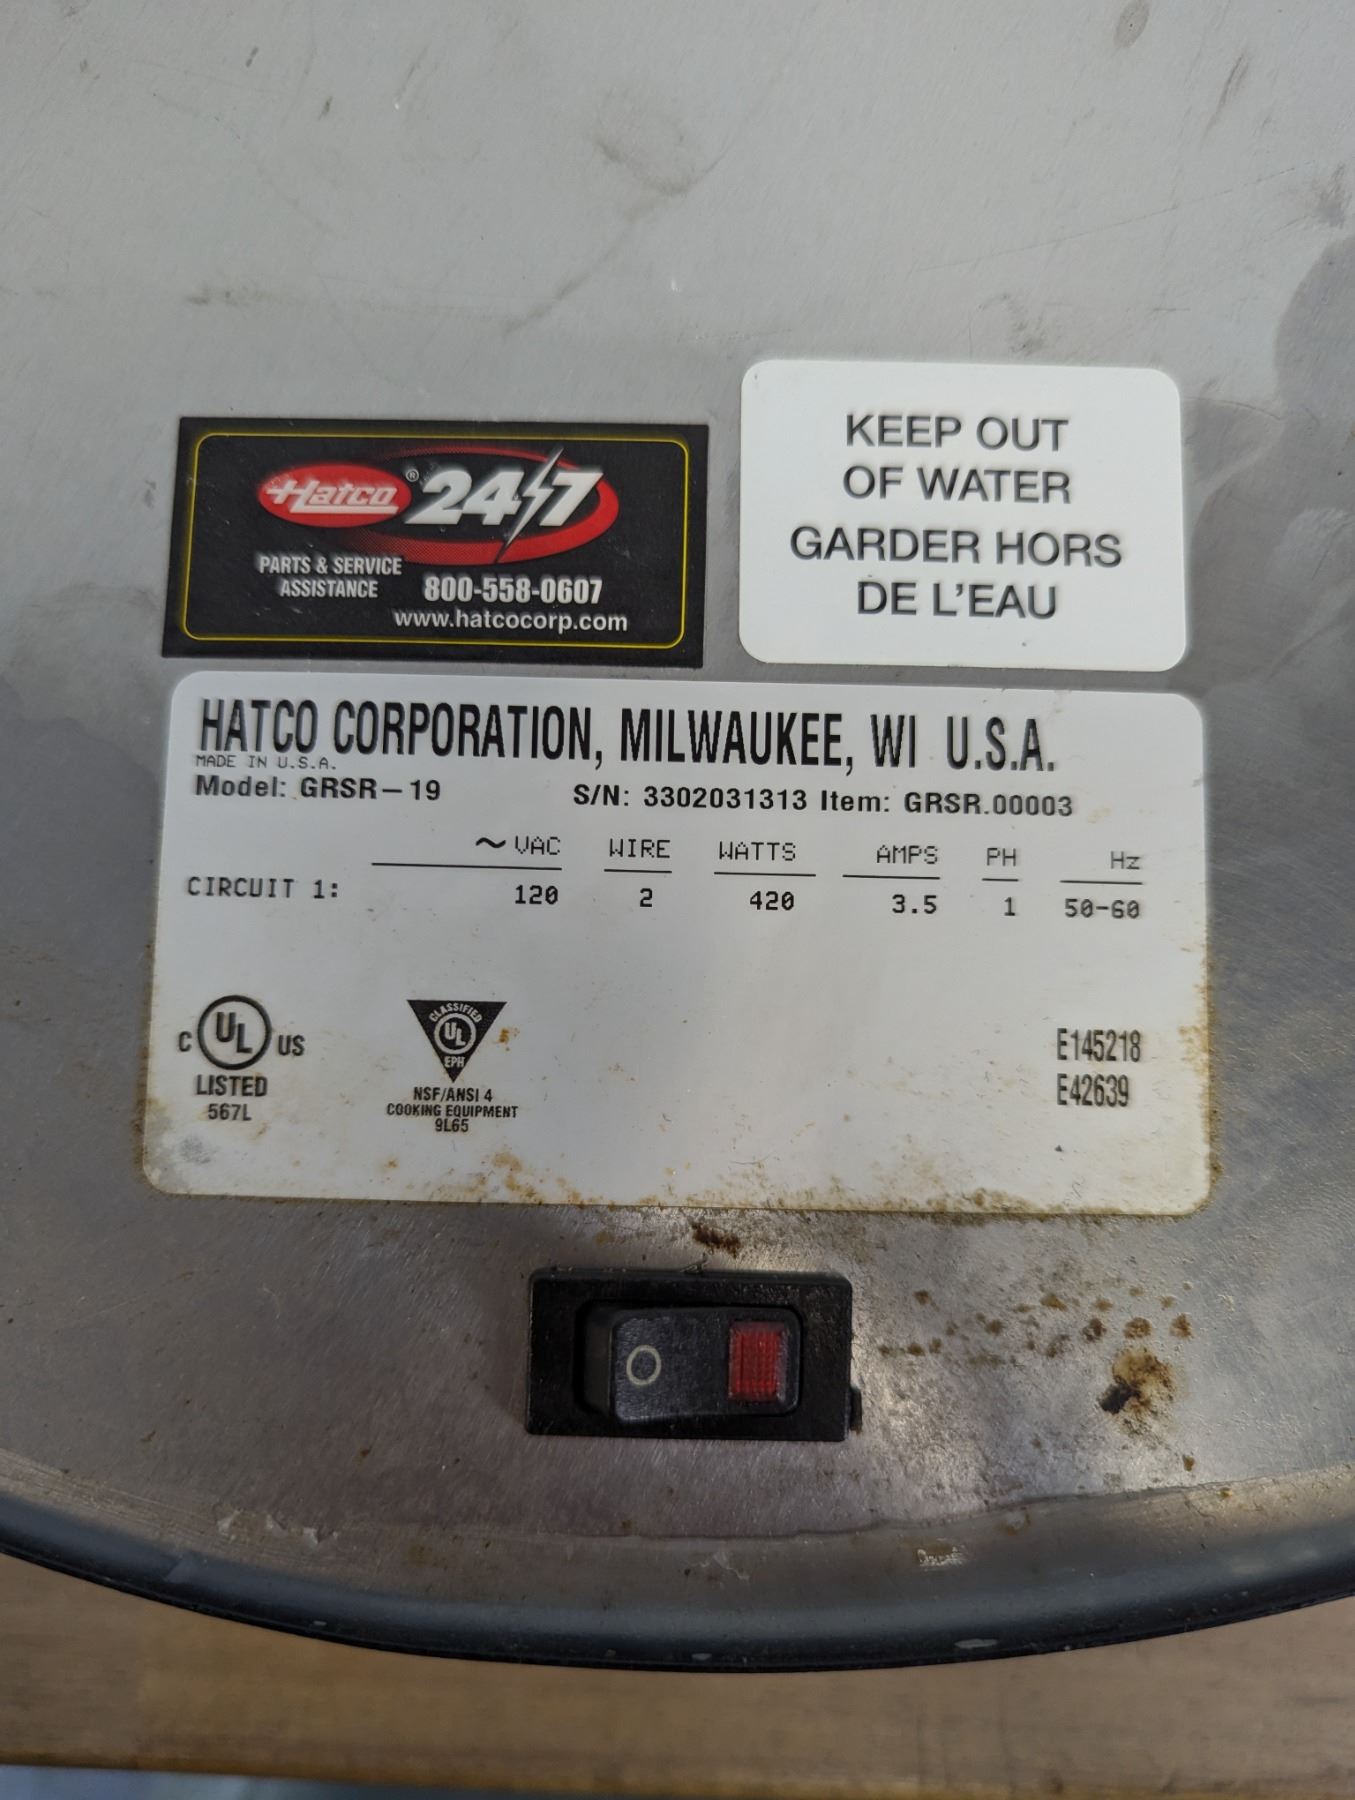 Hatco® 24/7
PARTS & SERVICE
ASSISTANCE 800-558-0607
www.hatcocorp.com
KEEP OUT
OF WATER
GARDER HORS
DE L'EAU
HATCO CORPORATION, MILWAUKEE, WI U.S.A.
MADE IN U.S.A.
Model: GRSR-19 S/N: 3302031313 Item: GRSR.00003
~ VAC WIRE WATTS AMPS PH Hz
CIRCUIT 1: 120 2 420 3.5 1 50-60
C UL US
LISTED
567L
CLASSIFIED
UL
EPH
NSF/ANSI 4
COOKING EQUIPMENT
9L65
E145218
E42639
O